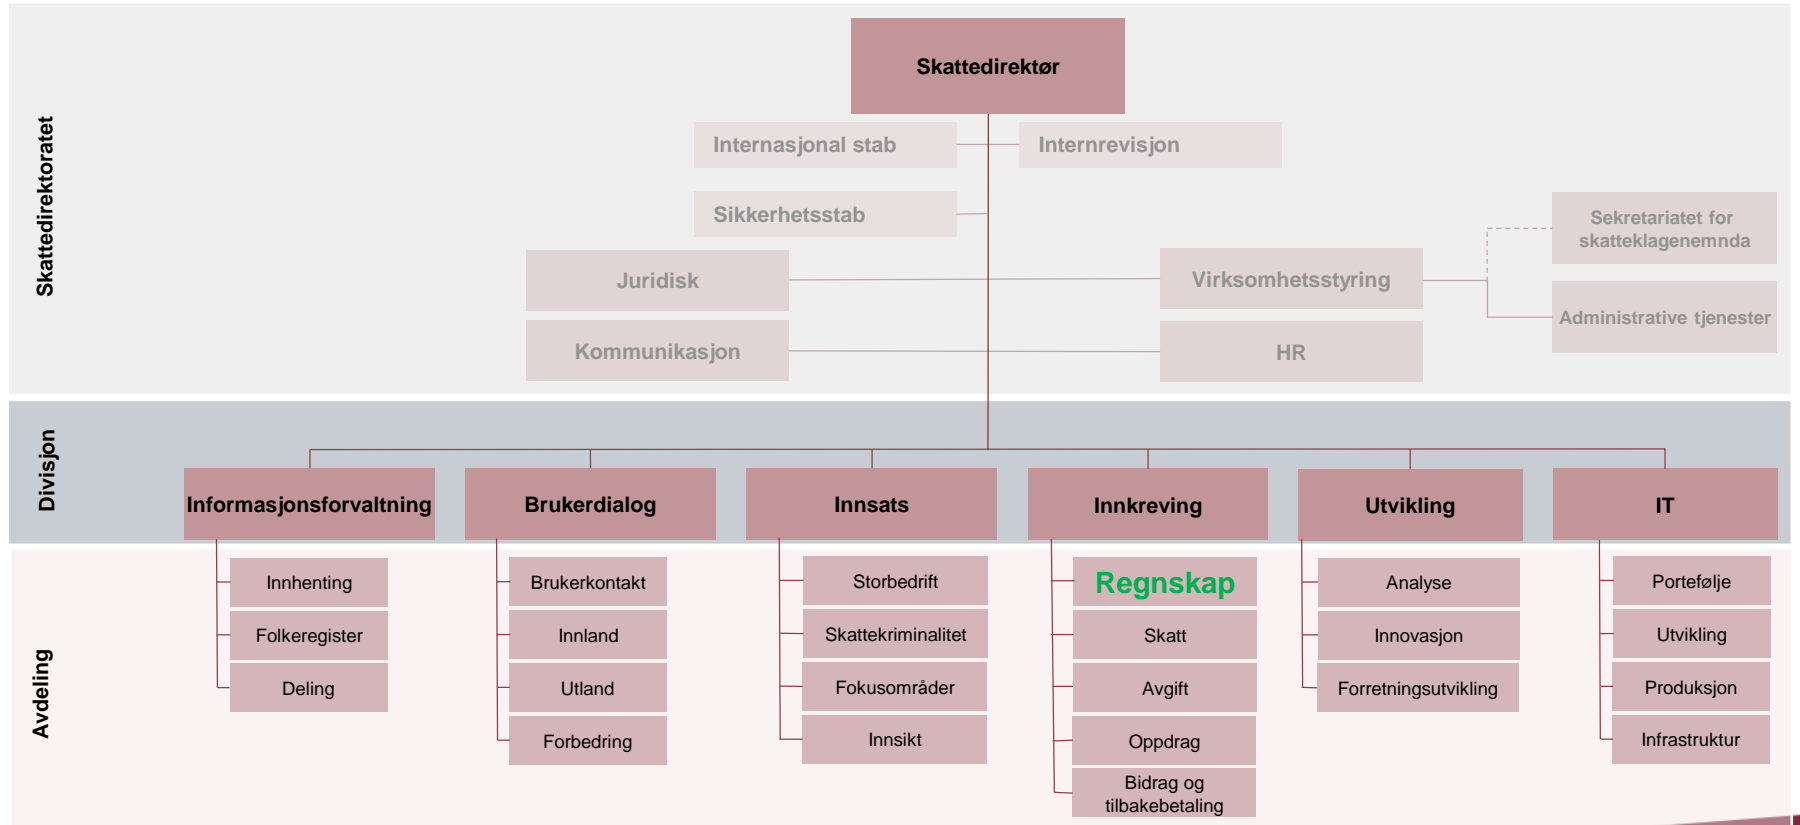 Skattedirektoratet
Skattedirektør
Internasjonal stab
Internrevisjon
Sikkerhetsstab
Sekretariatet for
skatteklagenemnda
Juridisk
Virksomhetsstyring
Administrative tjenester
Kommunikasjon
HR
Divisjon
Informasjonsforvaltning
Brukerdialog
Innsats
Innkreving
Utvikling
IT
Avdeling
Innhenting
Folkeregister
Deling
Brukerkontakt
Innland
Utland
Forbedring
Storbedrift
Skattekriminalitet
Fokusområder
Innsikt
Regnskap
Skatt
Avgift
Oppdrag
Bidrag og
tilbakebetaling
Analyse
Innovasjon
Forretningsutvikling
Portefølje
Utvikling
Produksjon
Infrastruktur